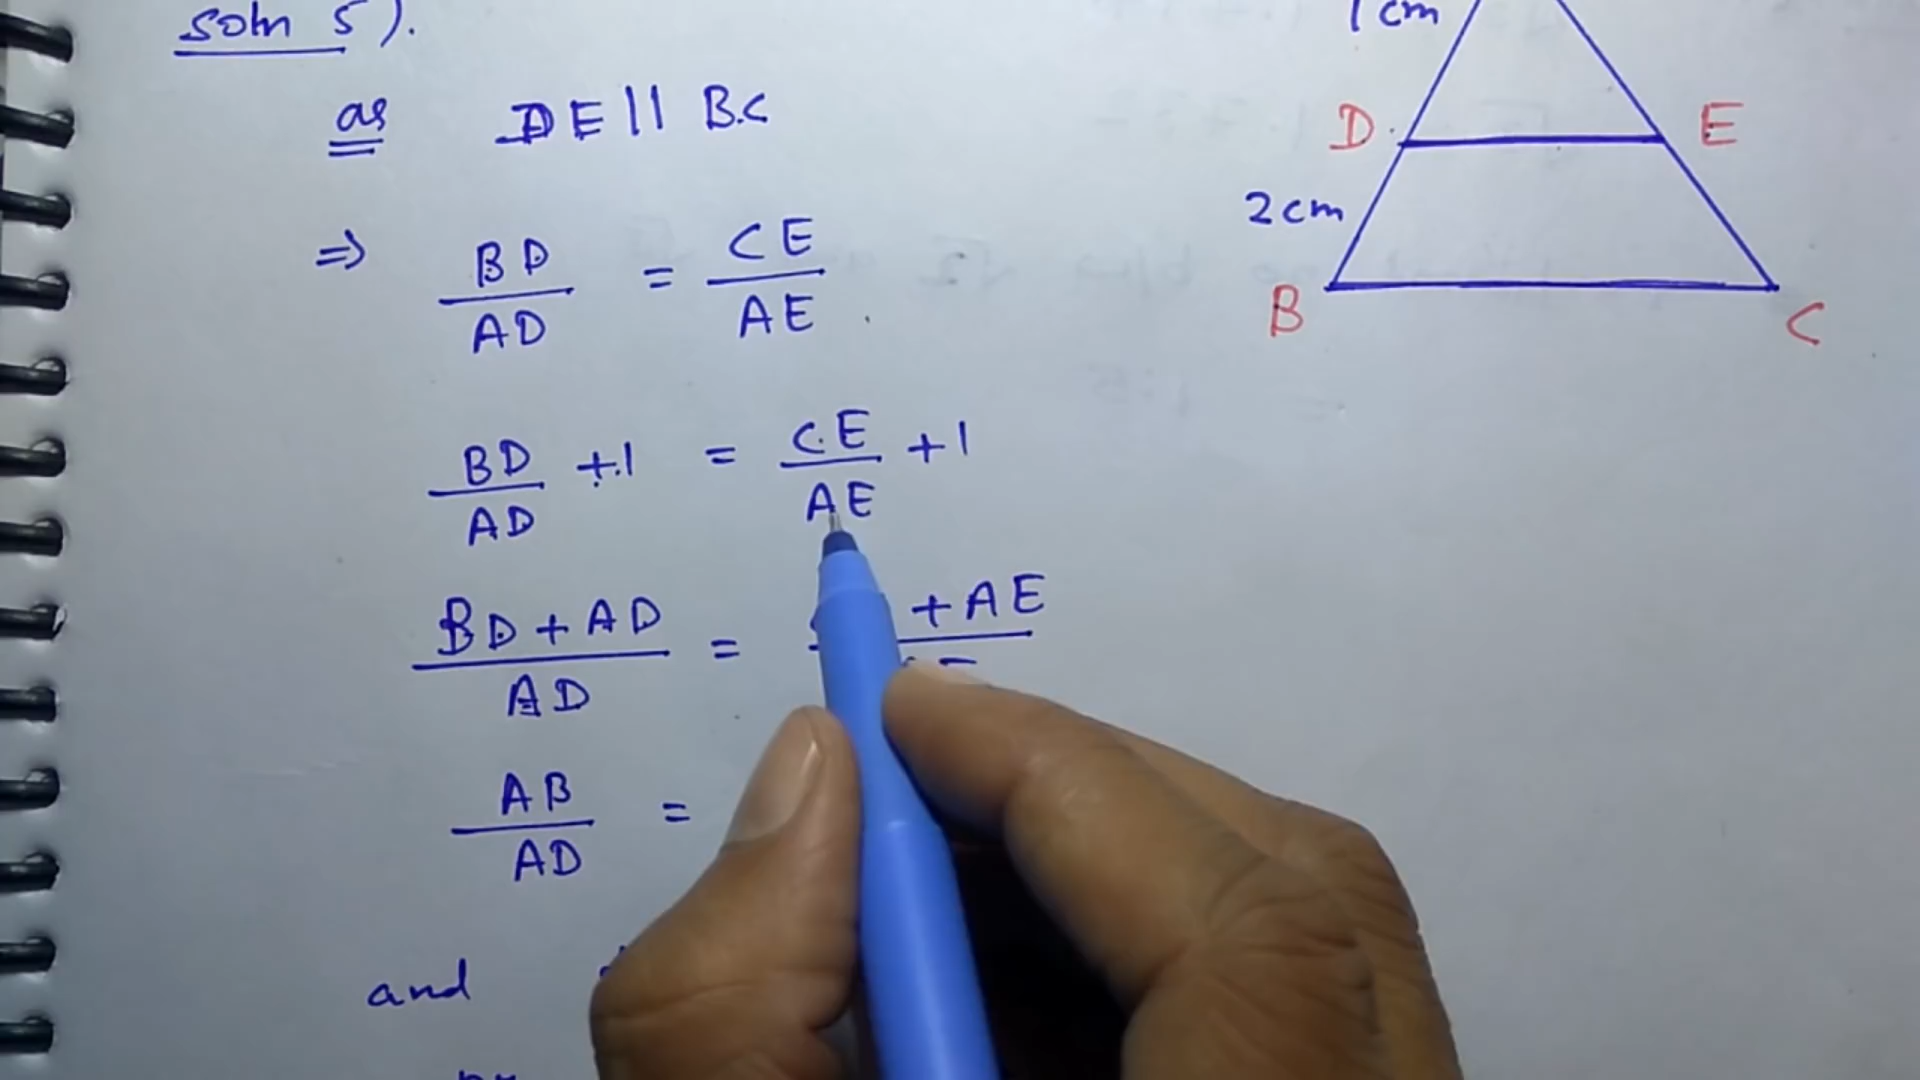 soln 5).
1cm
as DE || BC
D E
2cm
⇒ BD/AD = CE/AE
B C
BD/AD + 1 = CE/AE + 1
BD + AD/AD = + AE
AB/AD =
and